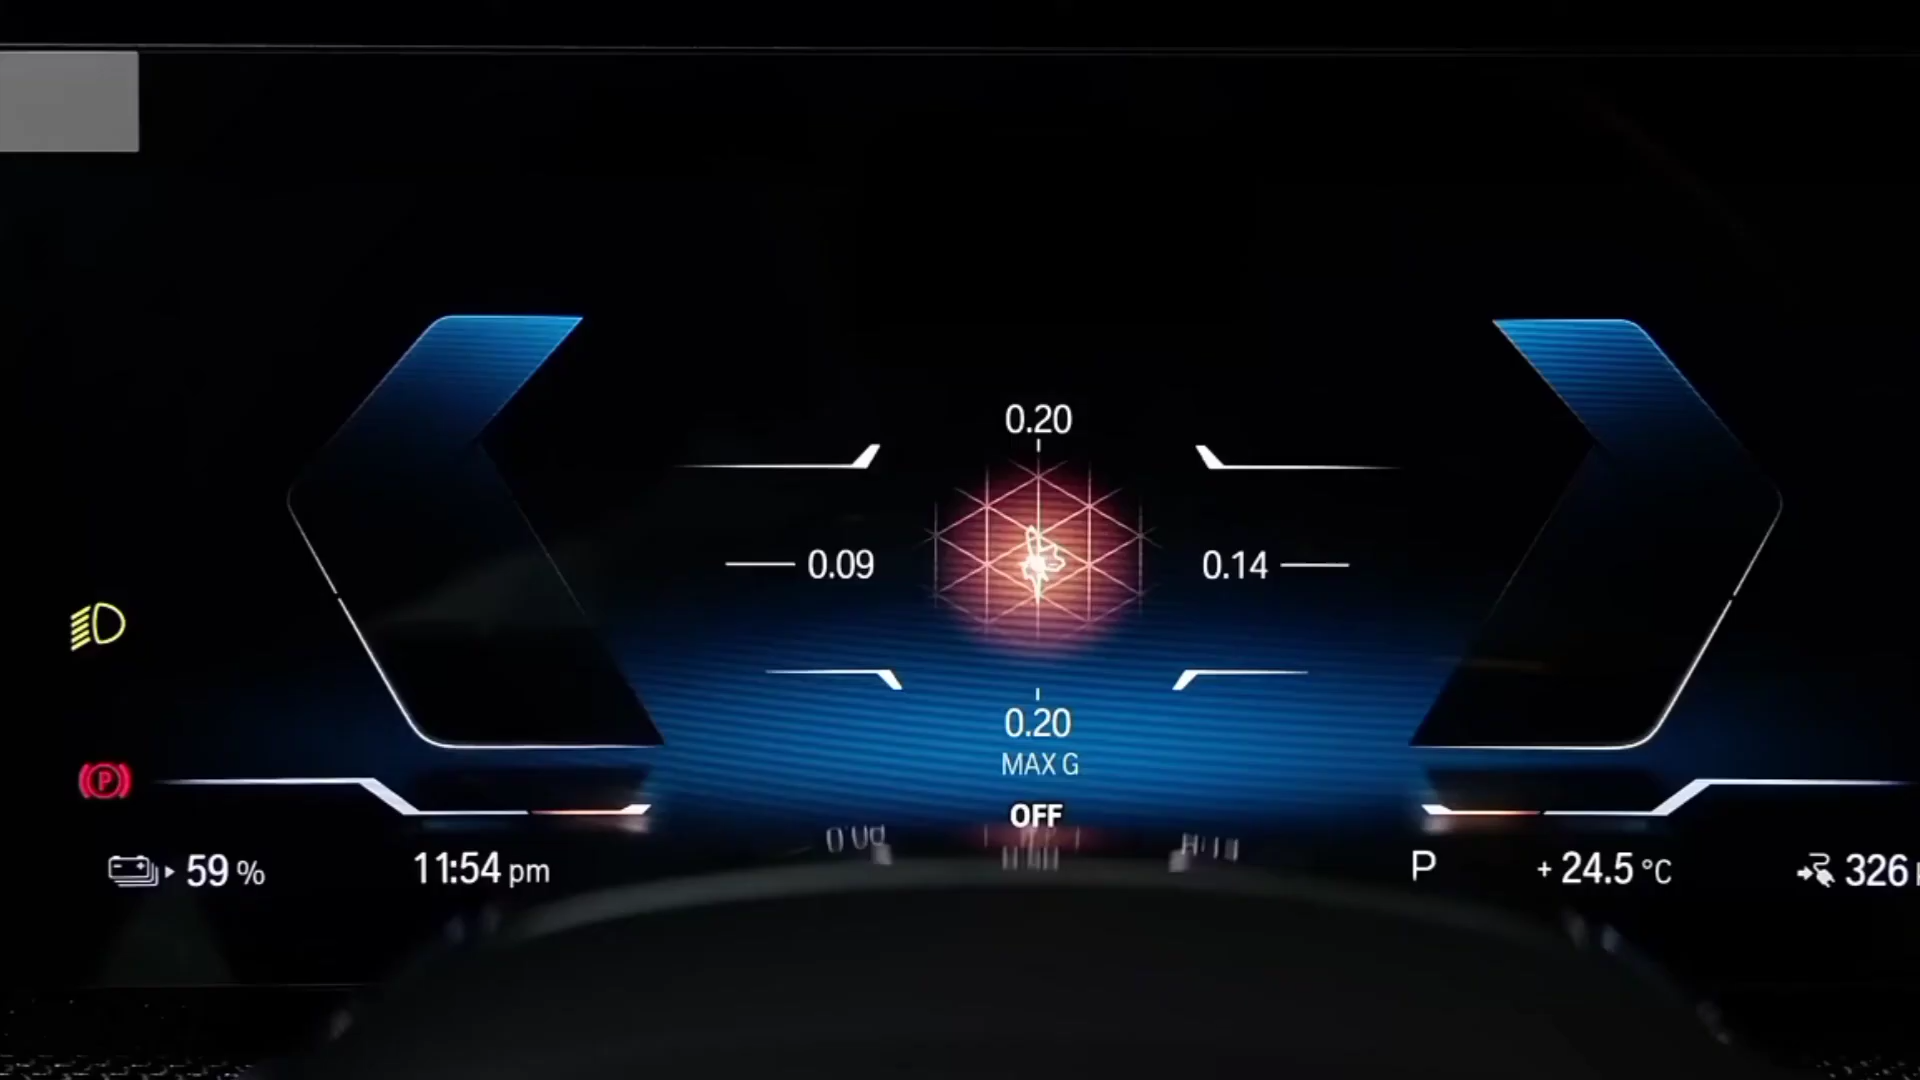 0.20
0.09
0.14
0.20
MAX G
OFF
P
59 %
11:54 pm
P
+ 24.5 °C
326